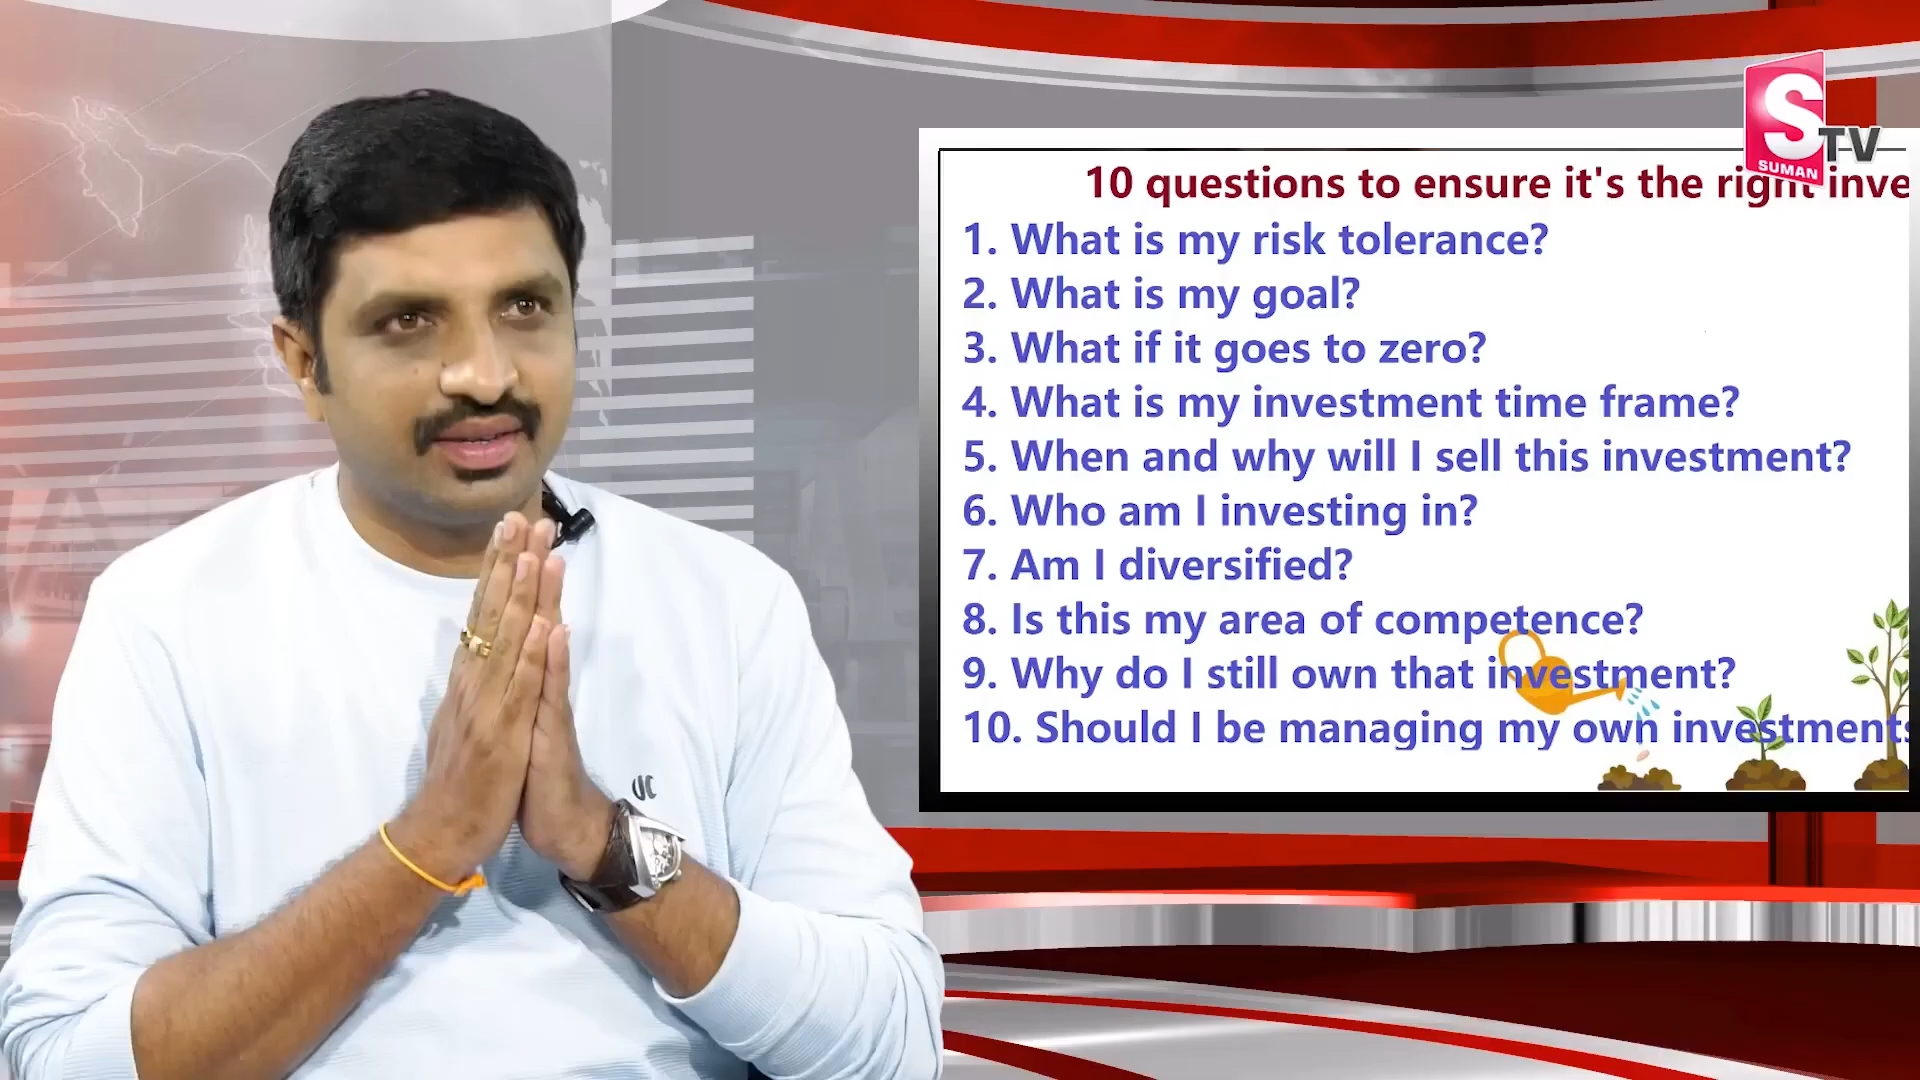 S
TV
SUMAN
10 questions to ensure it's the right inve
1. What is my risk tolerance?
2. What is my goal?
3. What if it goes to zero?
4. What is my investment time frame?
5. When and why will I sell this investment?
6. Who am I investing in?
7. Am I diversified?
8. Is this my area of competence?
9. Why do I still own that investment?
10. Should I be managing my own investments